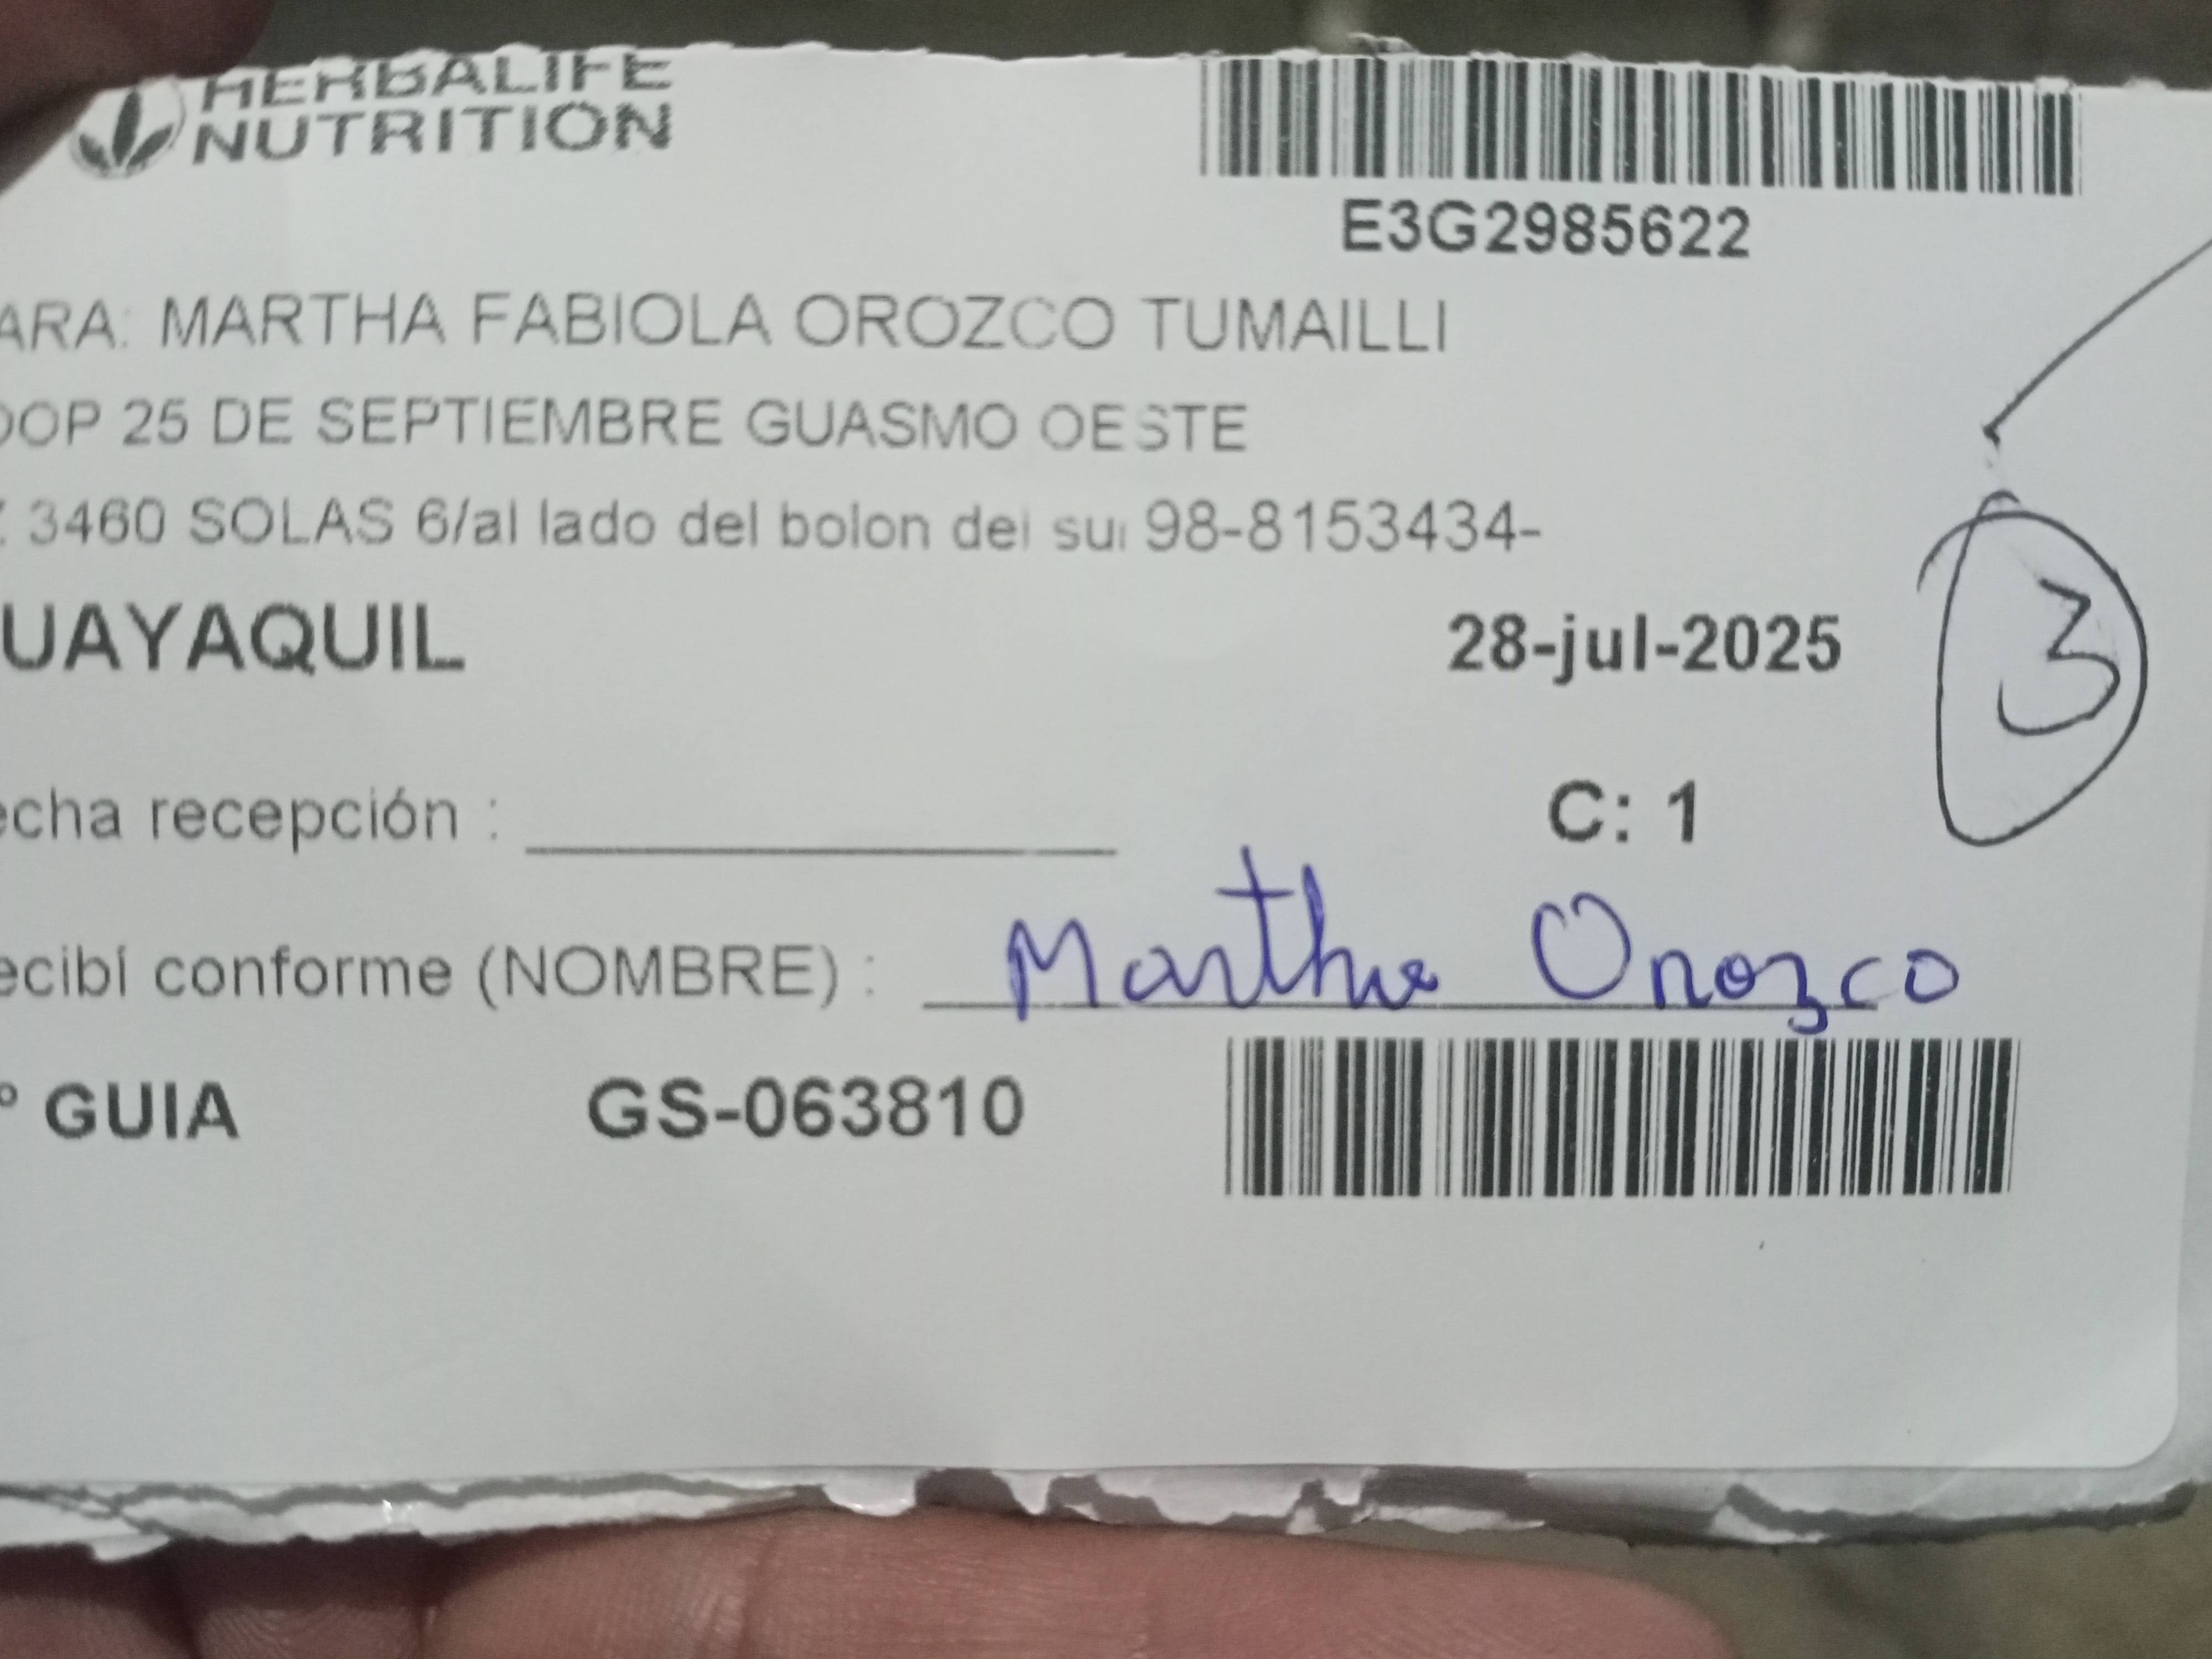 HERBALIFE
NUTRITION
E3G2985622
ARA: MARTHA FABIOLA OROZCO TUMAILLI
OOP 25 DE SEPTIEMBRE GUASMO OESTE
3460 SOLAS 6/al lado del bolon del sur 98-8153434-
UAYAQUIL 28-jul-2025
3
echa recepción : C: 1
ecibí conforme (NOMBRE) : Martha Orozco
° GUIA GS-063810